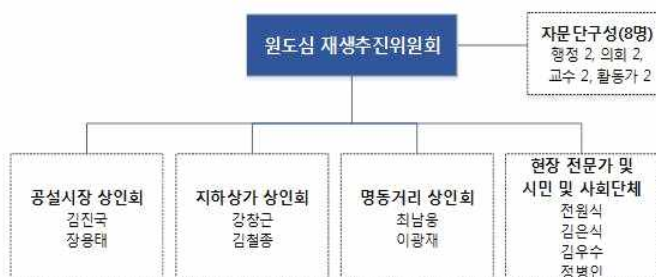 원도심 재생추진위원회
자문단구성(8명)
행정 2, 의회 2,
교수 2, 활동가 2
공설시장 상인회
김진국
장용태
지하상가 상인회
강창근
김철종
명동거리 상인회
최남웅
이광재
현장 전문가 및
시민 및 사회단체
전원식
김은식
김우수
정병인